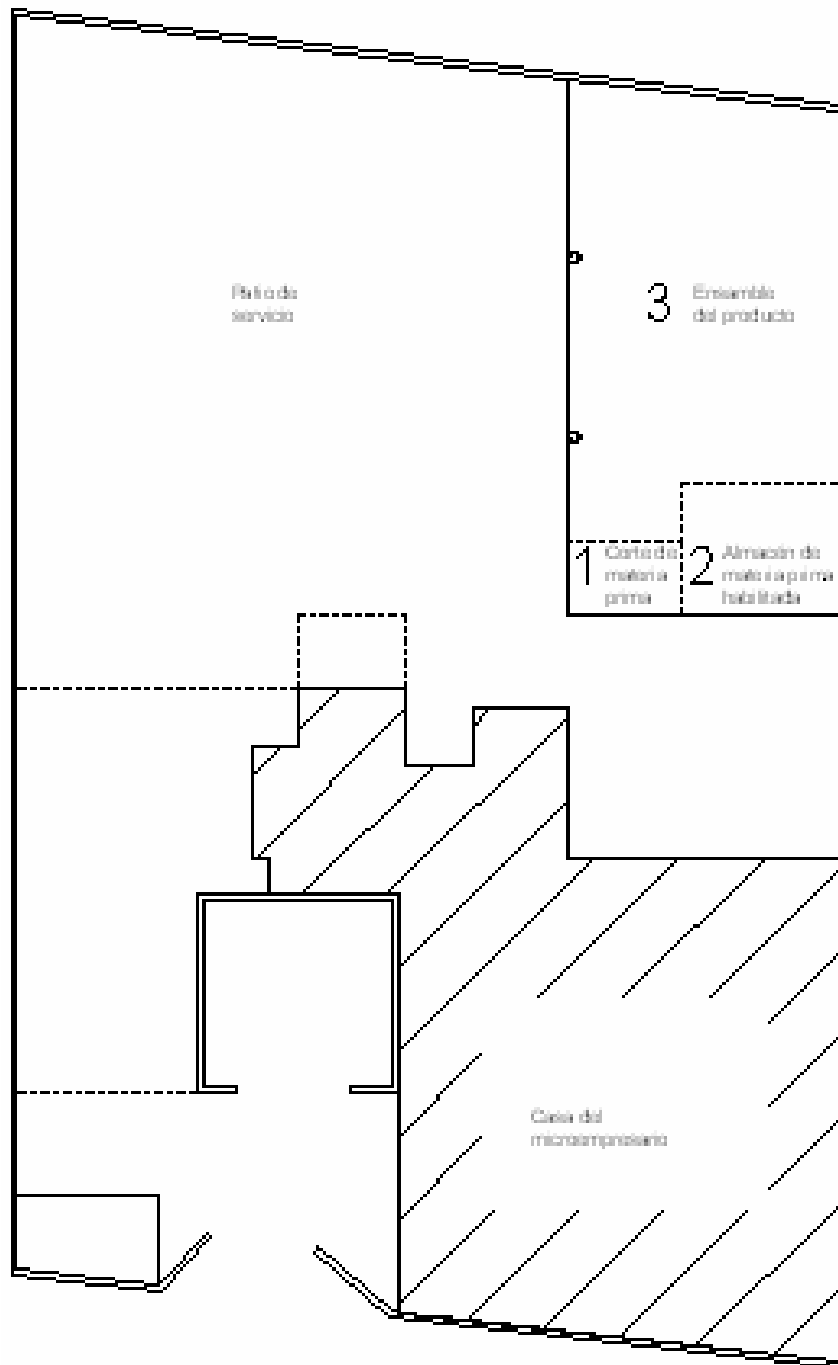 Patio de
servicio
3 Ensamble
del producto
1 Corte de
materia
prima
2 Almacén de
materia prima
habilitada
Casa del
microempresario